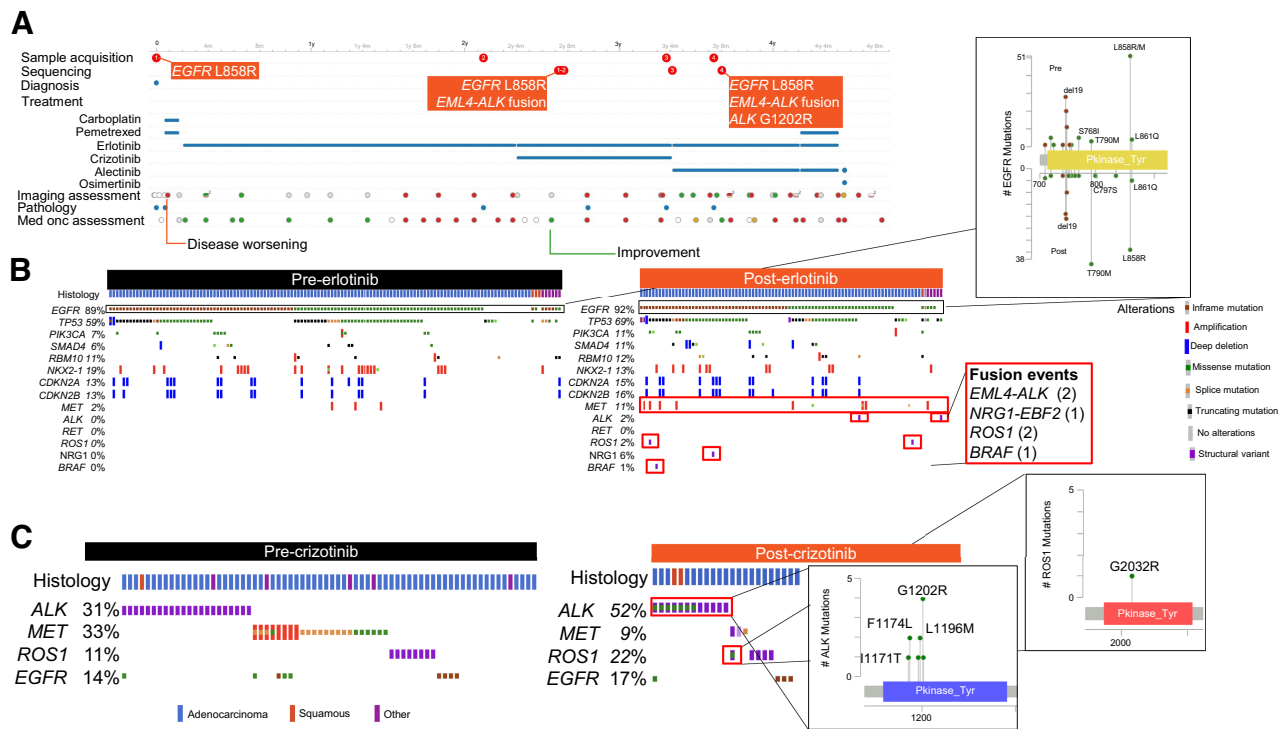 A
0 4m 8m 1y 4m 8m 2y 2y 4m 2y 8m 3y 3y 4m 3y 8m 4y 4y 4m 4y 8m
Sample acquisition
1 2 3 4
Sequencing
1-2 3 4
Diagnosis
Treatment
EGFR L858R
EGFR L858R
EML4-ALK fusion
EGFR L858R
EML4-ALK fusion
ALK G1202R
Carboplatin
Pemetrexed
Erlotinib
Crizotinib
Alectinib
Osimertinib
Imaging assessment
Pathology
Med onc assessment
Disease worsening
Improvement
# EGFR Mutations
51
0
0
38
Pre
L858R/M
del19
S768I
T790M
L861Q
Pkinase_Tyr
700 800
C797S
L861Q
del19
Post
T790M
L858R
B
Pre-erlotinib
Histology
EGFR 89%
TP53 59%
PIK3CA 7%
SMAD4 6%
RBM10 11%
NKX2-1 19%
CDKN2A 13%
CDKN2B 13%
MET 2%
ALK 0%
RET 0%
ROS1 0%
NRG1 0%
BRAF 0%
Post-erlotinib
Histology
EGFR 92%
TP53 69%
PIK3CA 11%
SMAD4 11%
RBM10 12%
NKX2-1 13%
CDKN2A 15%
CDKN2B 16%
MET 11%
ALK 2%
RET 0%
ROS1 2%
NRG1 6%
BRAF 1%
Fusion events
EML4-ALK (2)
NRG1-EBF2 (1)
ROS1 (2)
BRAF (1)
Alterations
Inframe mutation
Amplification
Deep deletion
Missense mutation
Splice mutation
Truncating mutation
No alterations
Structural variant
C
Pre-crizotinib
Histology
ALK 31%
MET 33%
ROS1 11%
EGFR 14%
Adenocarcinoma
Squamous
Other
Post-crizotinib
Histology
ALK 52%
MET 9%
ROS1 22%
EGFR 17%
# ALK Mutations
5
0
G1202R
F1174L
L1196M
I1171T
Pkinase_Tyr
1200
# ROS1 Mutations
5
0
G2032R
Pkinase_Tyr
2000